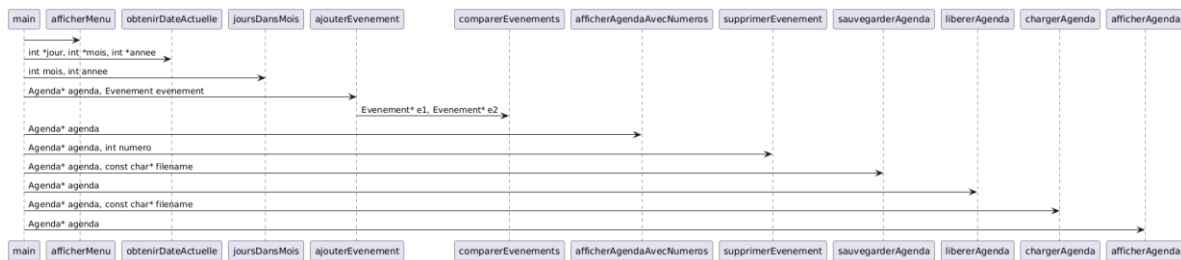 main afficherMenu obtenirDateActuelle joursDansMois ajouterEvenement comparerEvenements afficherAgendaAvecNumeros supprimerEvenement sauvegarderAgenda libererAgenda chargerAgenda afficherAgenda
int *jour, int *mois, int *annee
int mois, int annee
Agenda* agenda, Evenement evenement
Evenement* e1, Evenement* e2
Agenda* agenda
Agenda* agenda, int numero
Agenda* agenda, const char* filename
Agenda* agenda
Agenda* agenda, const char* filename
Agenda* agenda
main afficherMenu obtenirDateActuelle joursDansMois ajouterEvenement comparerEvenements afficherAgendaAvecNumeros supprimerEvenement sauvegarderAgenda libererAgenda chargerAgenda afficherAgenda